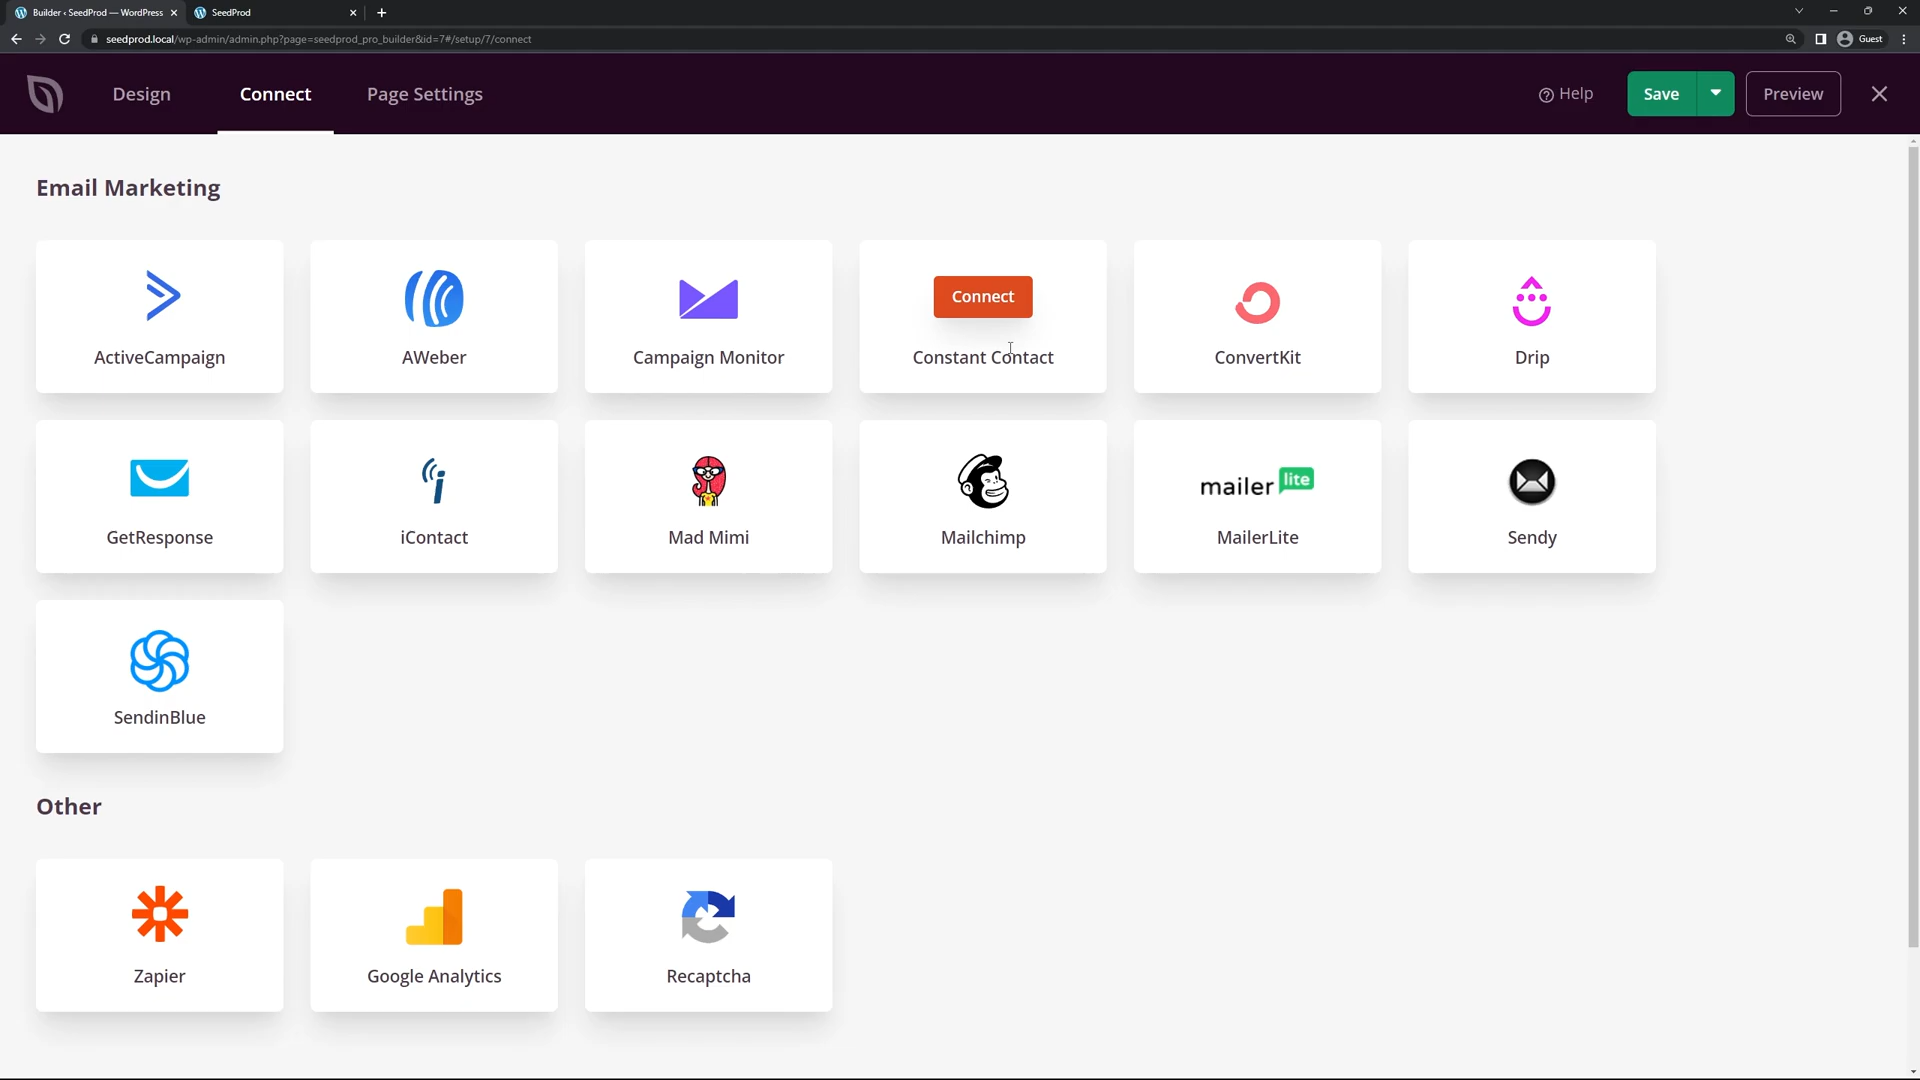 Builder ‹ SeedProd — WordPress
SeedProd
seedprod.local/wp-admin/admin.php?page=seedprod_pro_builder&id=7#/setup/7/connect
Guest
Design
Connect
Page Settings
Help
Save
Preview
Email Marketing
ActiveCampaign
AWeber
Campaign Monitor
Connect
Constant Contact
ConvertKit
Drip
GetResponse
iContact
Mad Mimi
Mailchimp
mailer lite
MailerLite
Sendy
SendinBlue
Other
Zapier
Google Analytics
Recaptcha